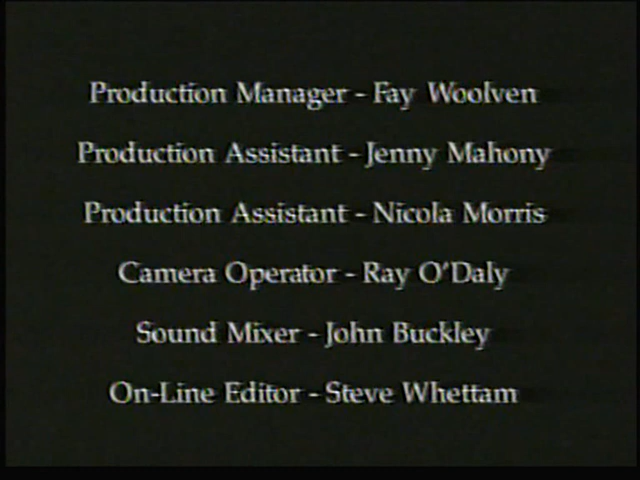 Production Manager - Fay Woolven
Production Assistant - Jenny Mahony
Production Assistant - Nicola Morris
Camera Operator - Ray O'Daly
Sound Mixer - John Buckley
On-Line Editor - Steve Whettam